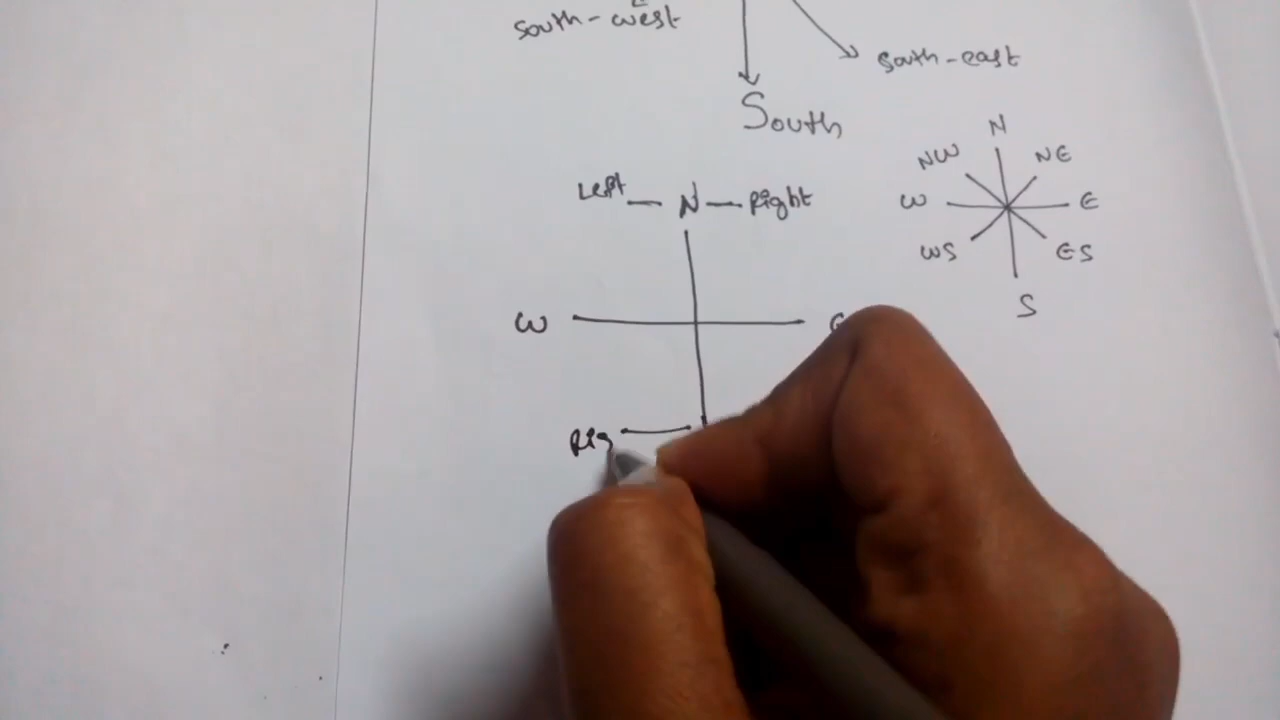 South-west
South-east
South
N
NW NE
Left N Right
W E
WS ES
S
W
Rig